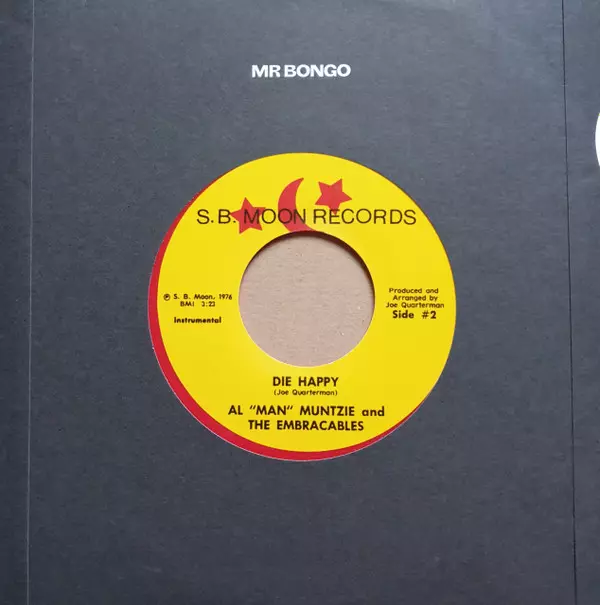 MR BONGO
S.B. MOON RECORDS
℗ S. B. Moon, 1976
BMI 3:23
instrumental
Produced and
Arranged by
Joe Quarterman
Side #2
DIE HAPPY
(Joe Quarterman)
AL "MAN" MUNTZIE and
THE EMBRACABLES